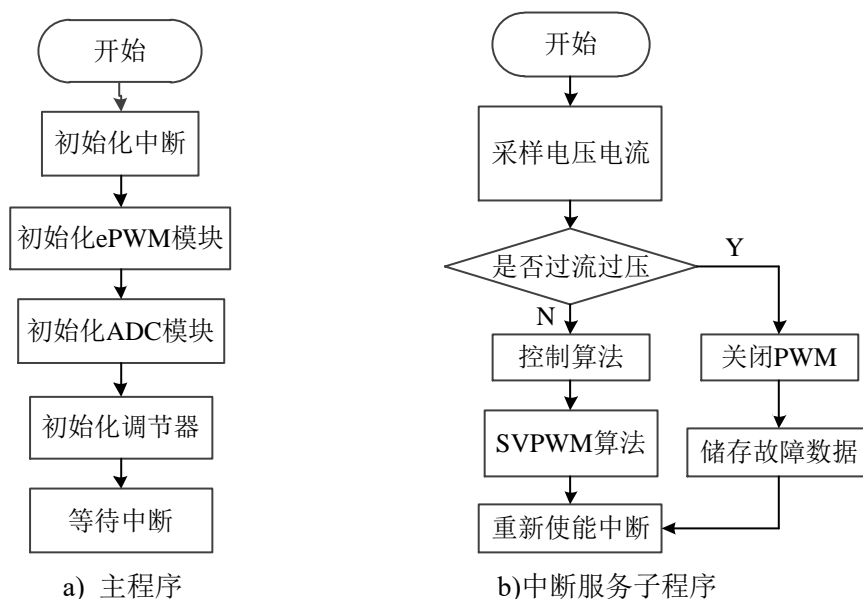 开始
初始化中断
初始化ePWM模块
初始化ADC模块
初始化调节器
等待中断
a) 主程序
开始
采样电压电流
是否过流过压
Y
N
控制算法
关闭PWM
SVPWM算法
储存故障数据
重新使能中断
b)中断服务子程序